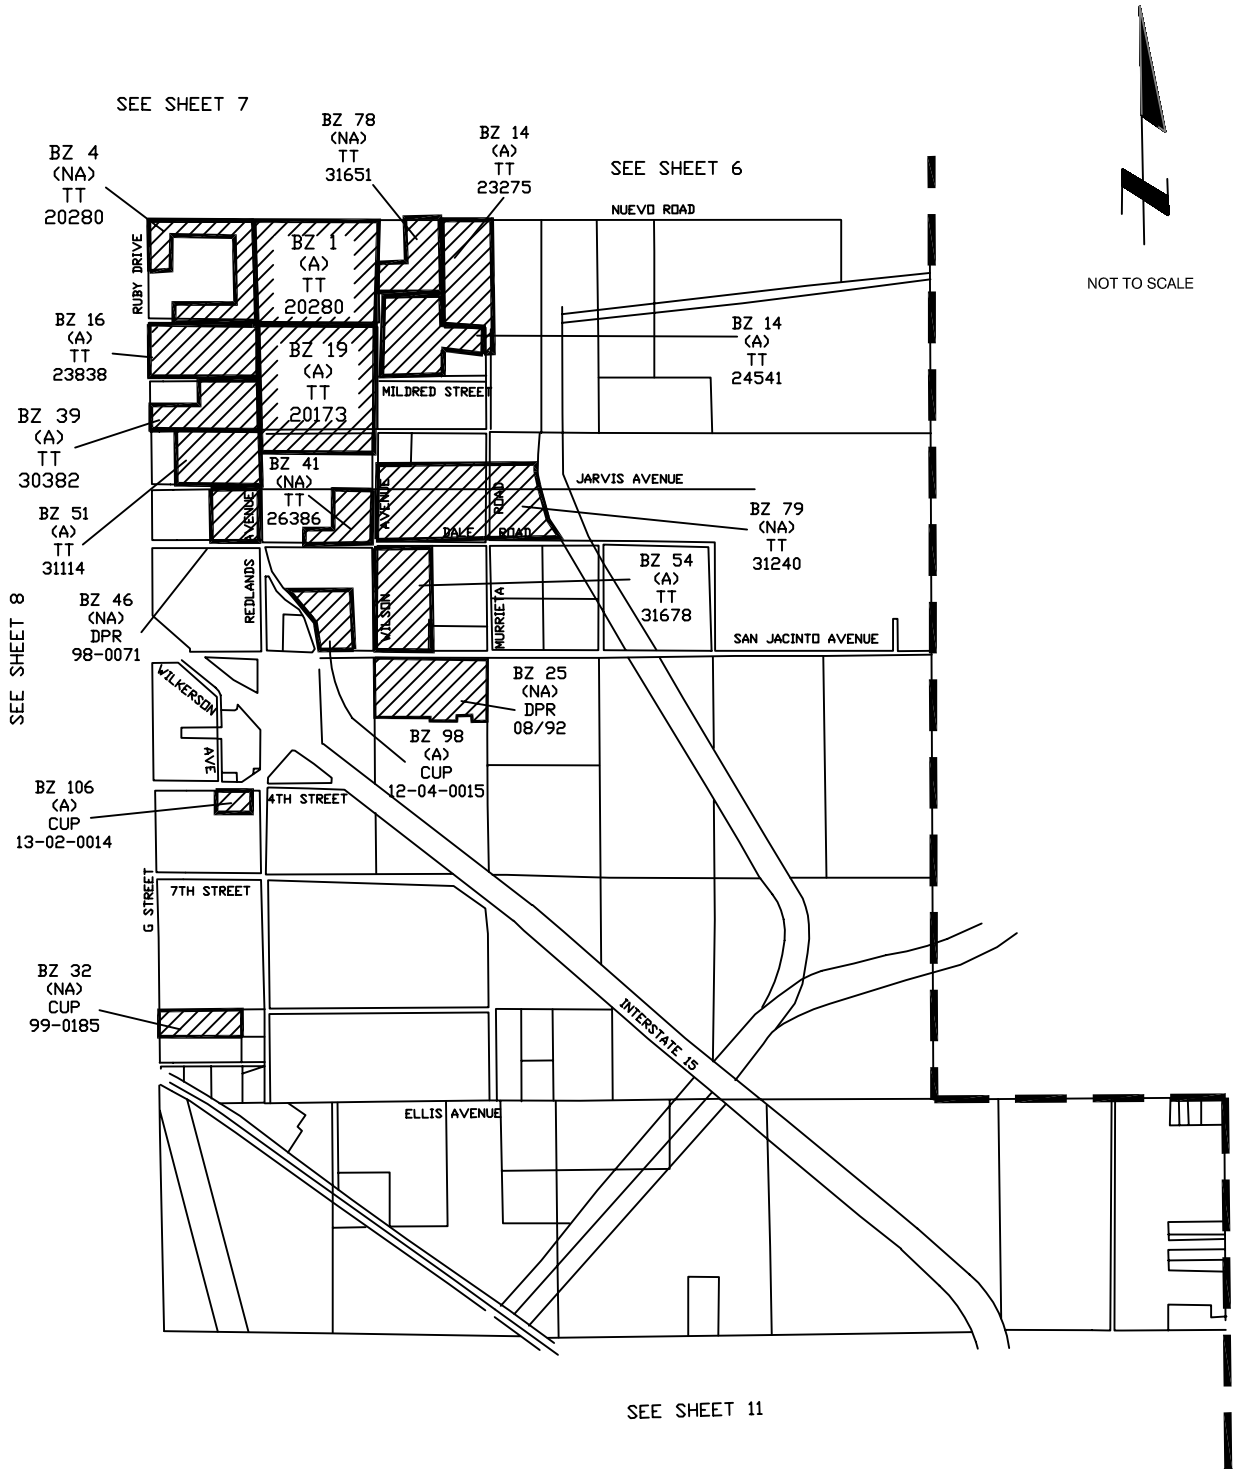 SEE SHEET 7
BZ 78
(NA)
TT
31651
BZ 14
(A)
TT
23275
SEE SHEET 6
BZ 4
(NA)
TT
20280
NUEVO ROAD
RUBY DRIVE
BZ 1
(A)
TT
20280
NOT TO SCALE
BZ 16
(A)
TT
23838
BZ 19
(A)
TT
20173
BZ 14
(A)
TT
24541
MILDRED STREET
BZ 39
(A)
TT
30382
BZ 41
(NA)
TT
26386
JARVIS AVENUE
AVENUE
AVENUE
ROAD
DALE ROAD
BZ 51
(A)
TT
31114
BZ 79
(NA)
TT
31240
BZ 54
(A)
TT
31678
REDLANDS
WILSON
MURRIETA
BZ 46
(NA)
DPR
98-0071
SEE SHEET 8
SAN JACINTO AVENUE
WILKERSON
AVE
BZ 25
(NA)
DPR
08/92
BZ 98
(A)
CUP
12-04-0015
BZ 106
(A)
CUP
13-02-0014
4TH STREET
G STREET
7TH STREET
BZ 32
(NA)
CUP
99-0185
INTERSTATE 15
ELLIS AVENUE
SEE SHEET 11